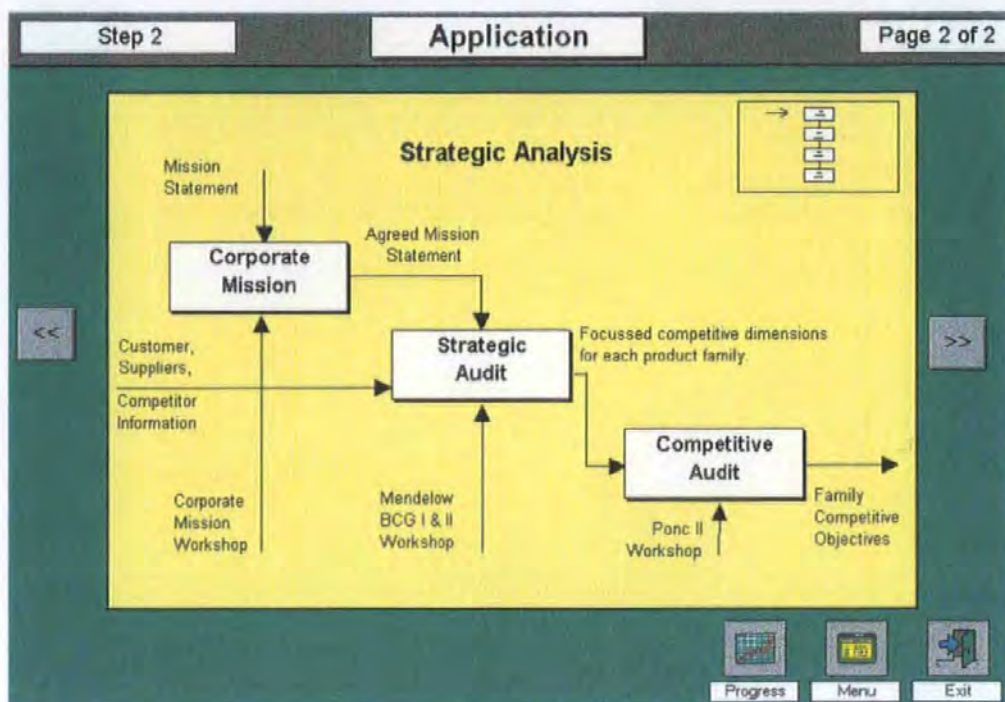 Step 2
Application
Page 2 of 2
Strategic Analysis
Mission
Statement
Corporate
Mission
Agreed Mission
Statement
<<
Customer,
Suppliers,
Competitor
Information
Strategic
Audit
Focussed competitive dimensions
for each product family.
>>
Competitive
Audit
Corporate
Mission
Workshop
Mendelow
BCG I & II
Workshop
Ponc II
Workshop
Family
Competitive
Objectives
Progress
Menu
Exit